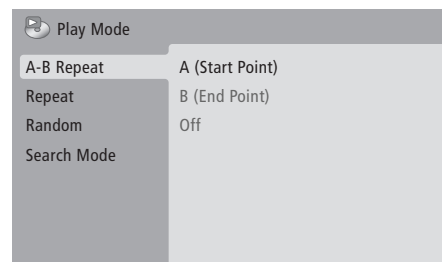 Play Mode
A-B Repeat
Repeat
Random
Search Mode
A (Start Point)
B (End Point)
Off